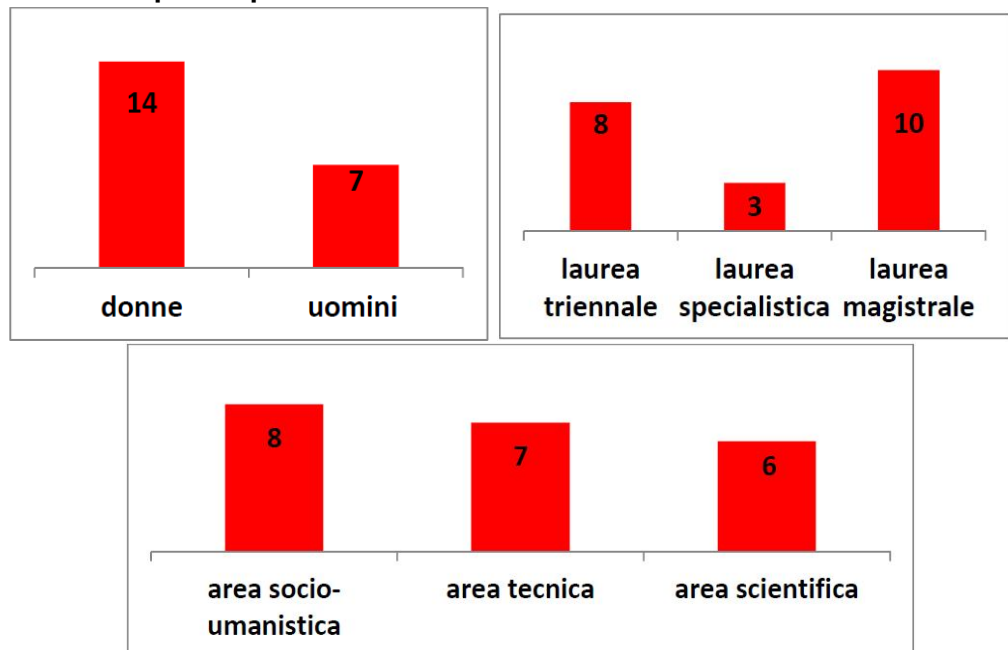 14
7
donne
uomini
8
3
10
laurea triennale
laurea specialistica
laurea magistrale
8
7
6
area socio-
umanistica
area tecnica
area scientifica